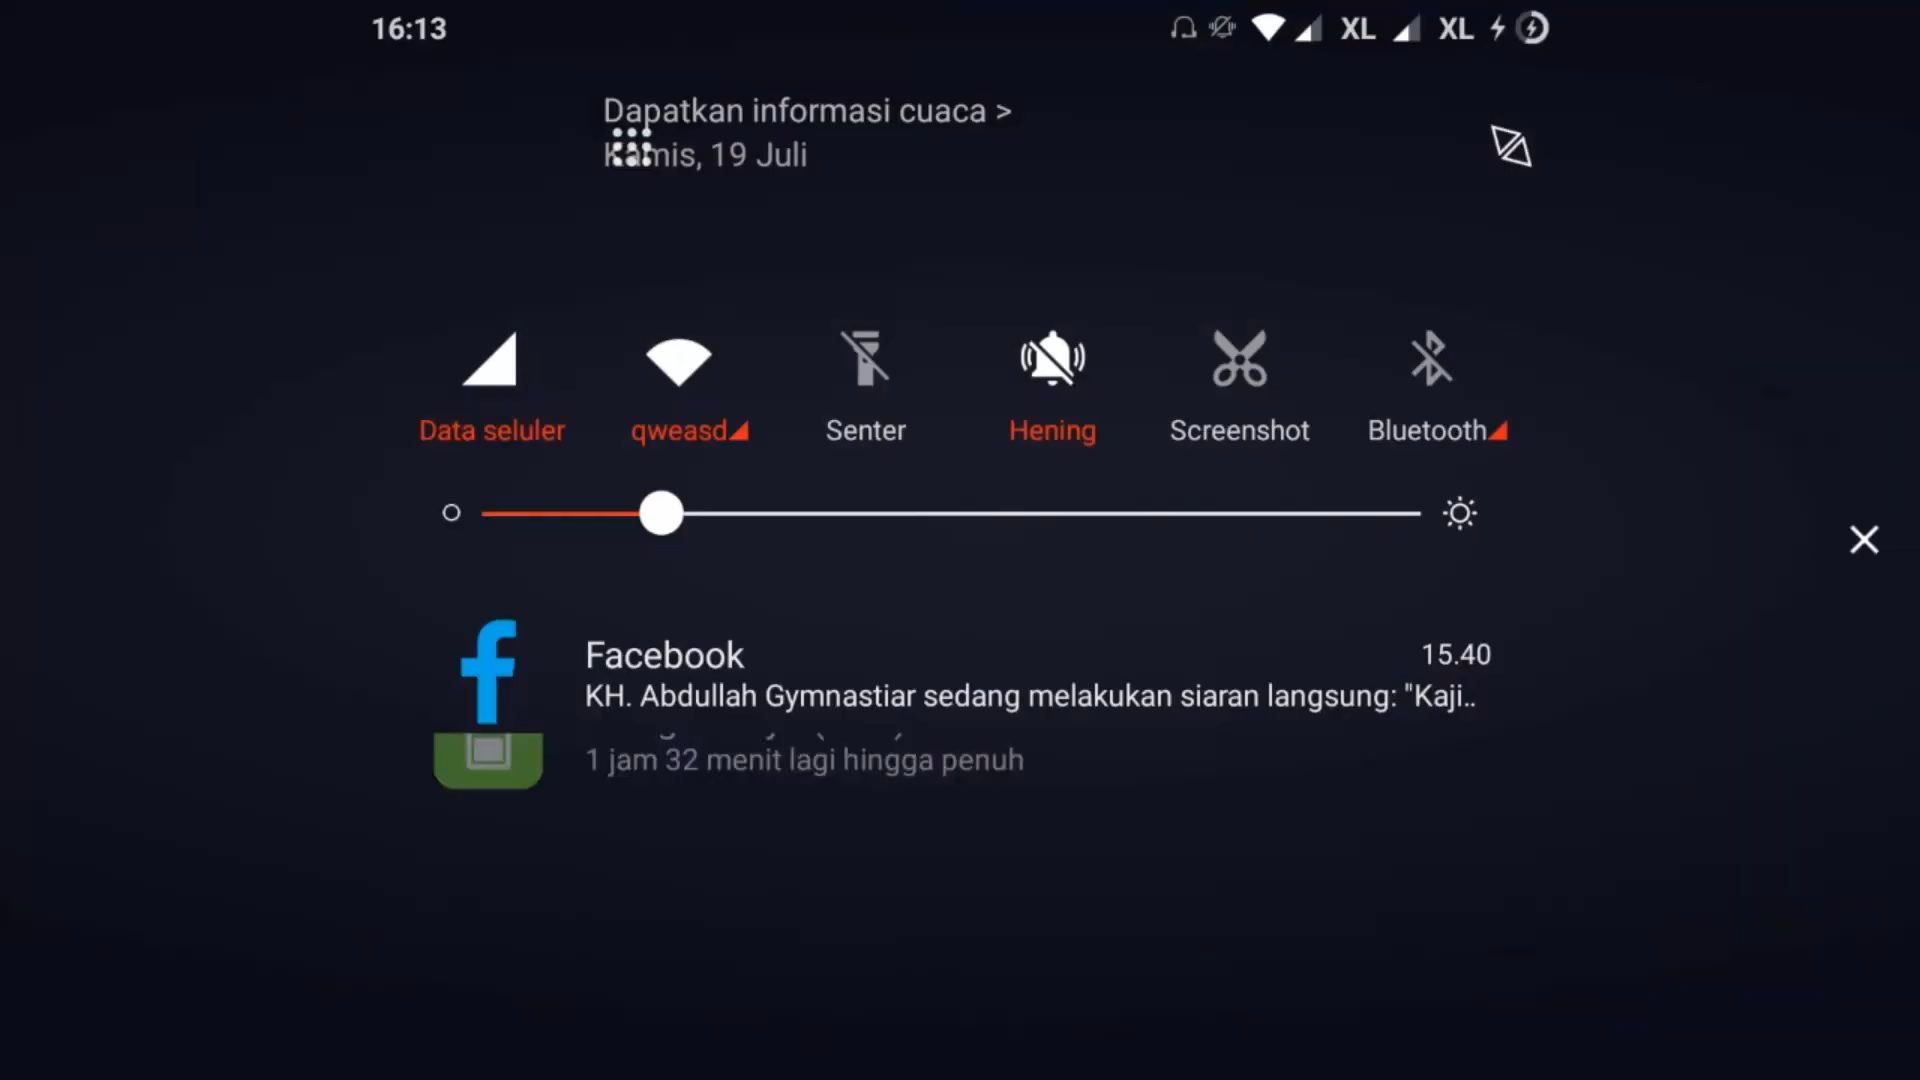 16:13
XL XL
Dapatkan informasi cuaca >
Kamis, 19 Juli
Data seluler
qweasd
Senter
Hening
Screenshot
Bluetooth
Facebook
15.40
KH. Abdullah Gymnastiar sedang melakukan siaran langsung: "Kaji..
1 jam 32 menit lagi hingga penuh